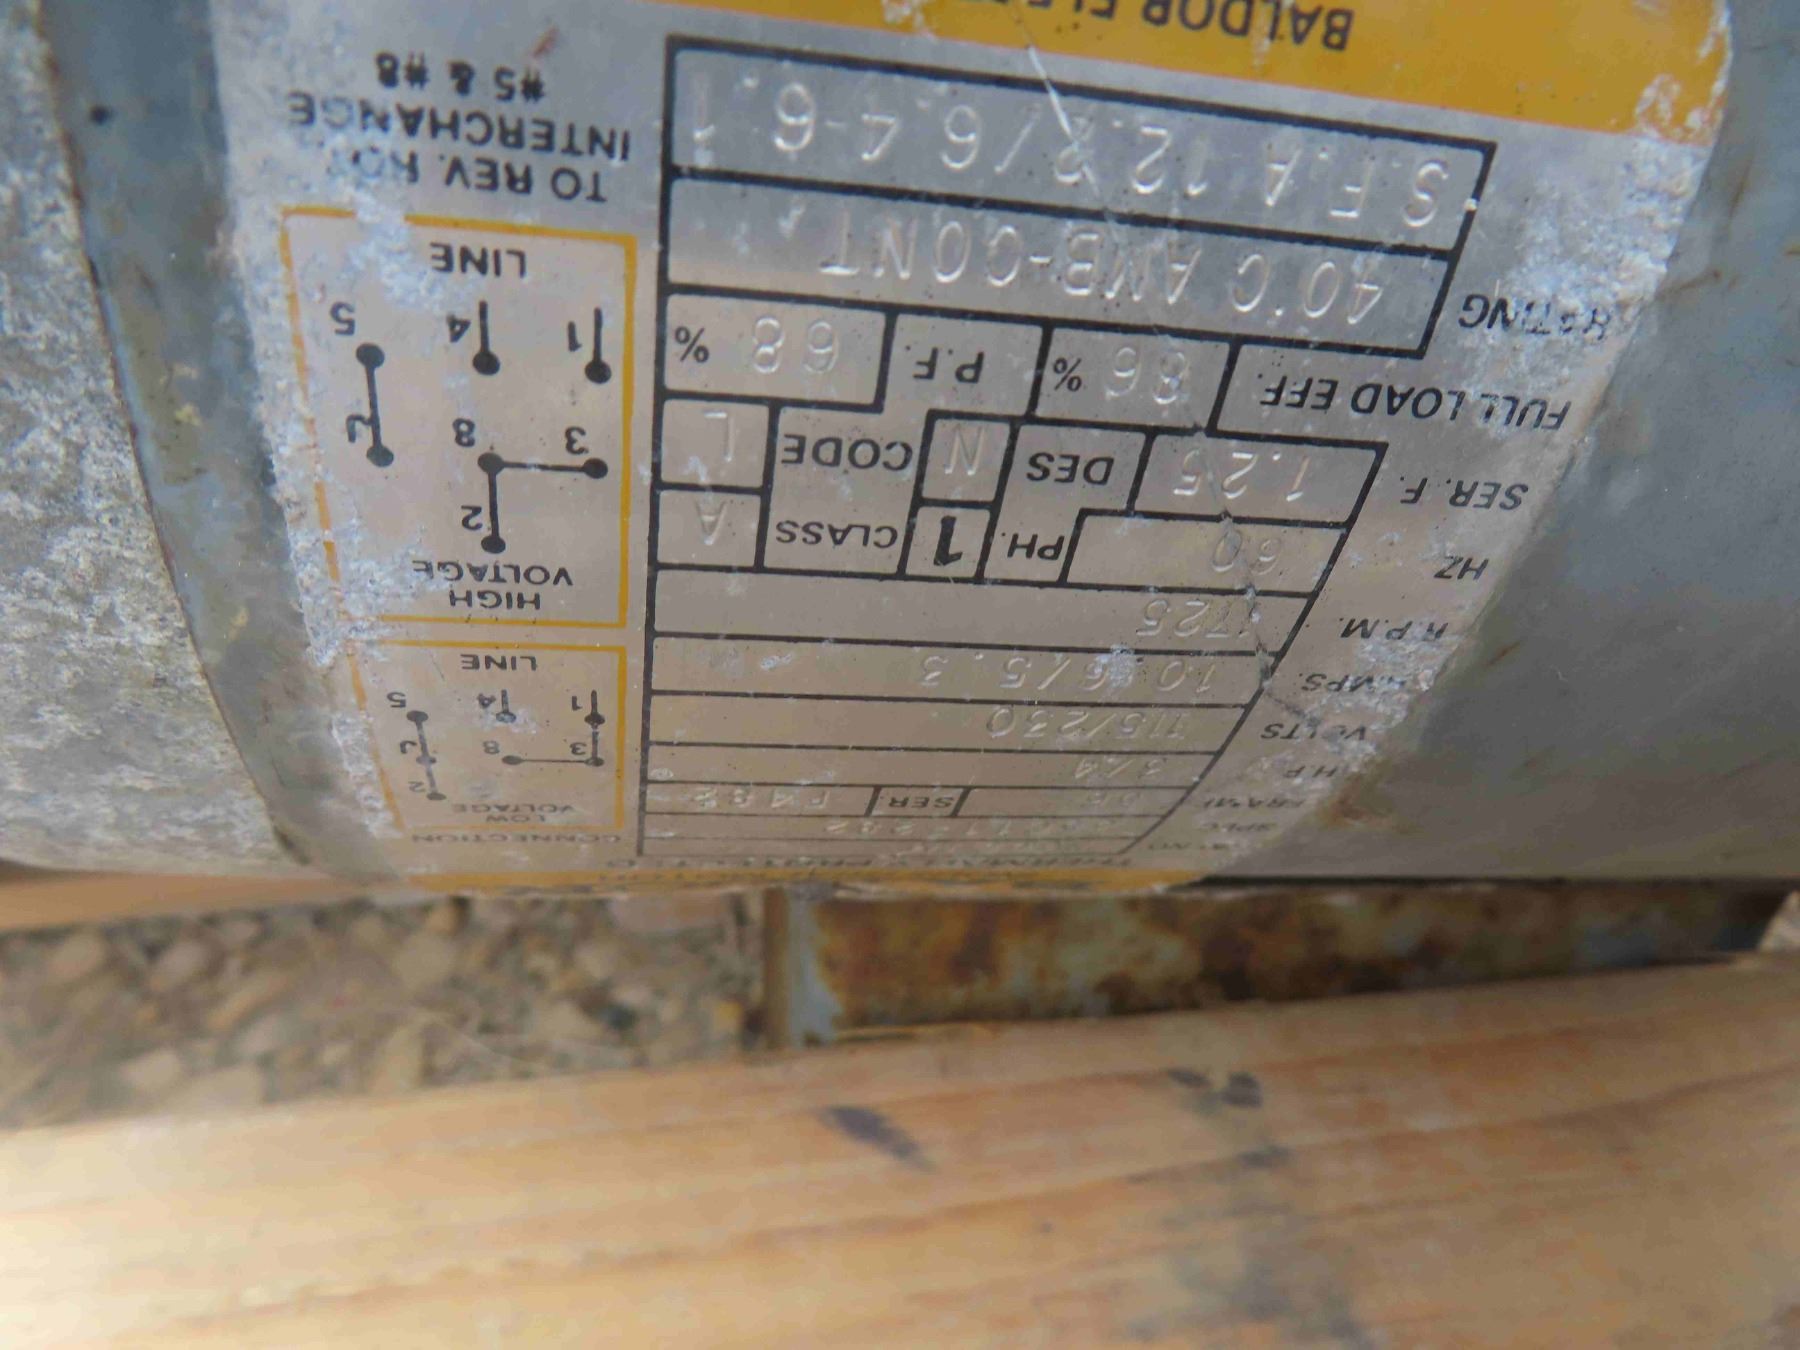 CONNECTION
SER.
H.P. 3/4
VOLTS 115/230
AMPS. 10.6/5.3
R.P.M. 1725
HZ 60 PH. 1 CLASS A
SER. F. 1.25 DES N CODE L
FULL LOAD EFF. 86 % P.F. 68 %
RATING 40°C AMB-CONT
S.F.A 12.2/6.4-6.1
BALDOR
LOW
VOLTAGE
2
3 8
1 4 5
LINE
HIGH
VOLTAGE
2
3 8
1 4 5
LINE
TO REV. ROT.
INTERCHANGE
#5 & #8